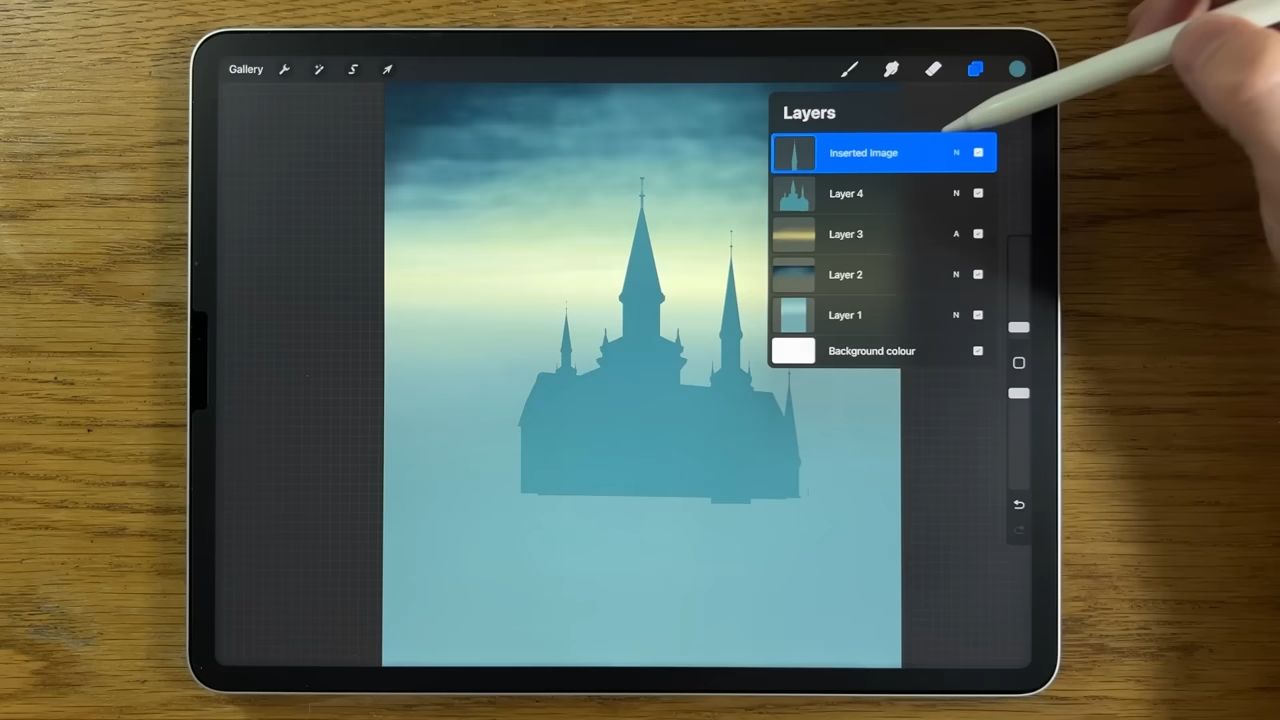 Gallery
Layers
Inserted Image N
Layer 4 N
Layer 3 A
Layer 2 N
Layer 1 N
Background colour